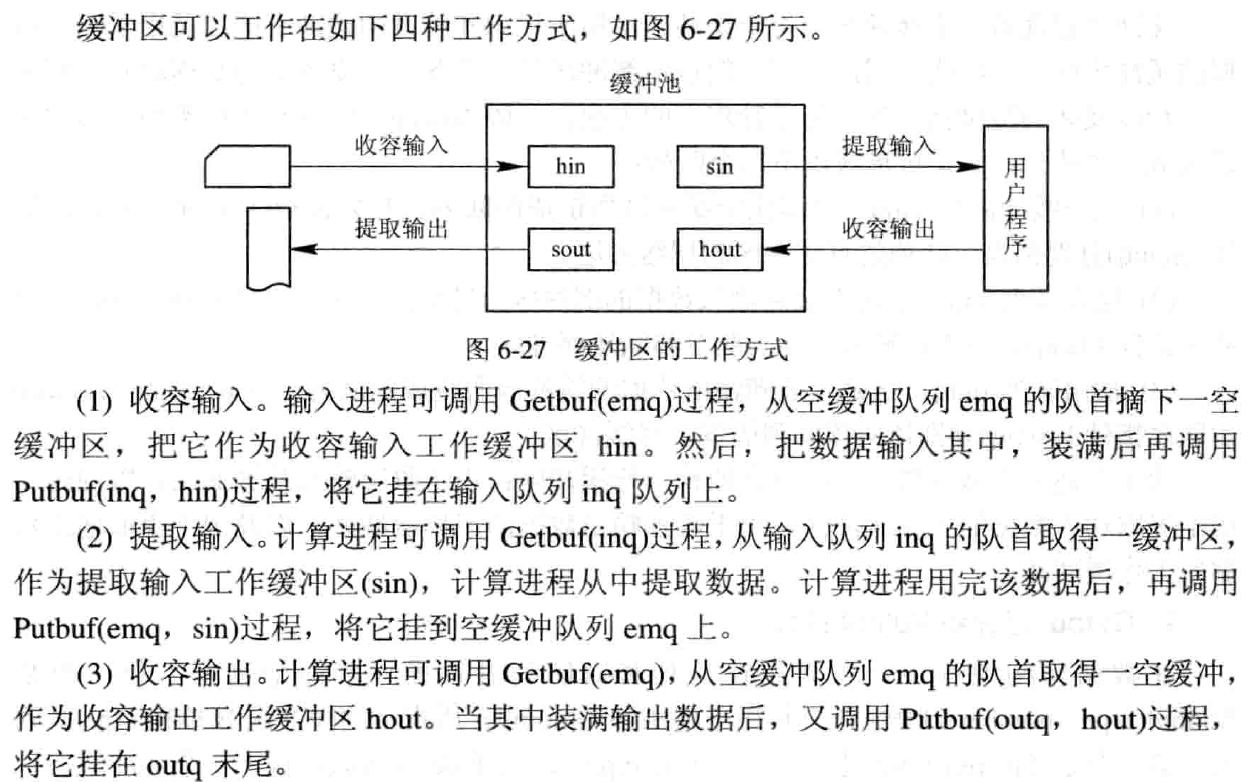 缓冲区可以工作在如下四种工作方式，如图 6-27 所示。
缓冲池
收容输入
hin
sin
提取输入
用户程序
提取输出
sout
hout
收容输出
图 6-27 缓冲区的工作方式
(1) 收容输入。输入进程可调用 Getbuf(emq)过程，从空缓冲队列 emq 的队首摘下一空
缓冲区，把它作为收容输入工作缓冲区 hin。然后，把数据输入其中，装满后再调用
Putbuf(inq，hin)过程，将它挂在输入队列 inq 队列上。
(2) 提取输入。计算进程可调用 Getbuf(inq)过程，从输入队列 inq 的队首取得一缓冲区，
作为提取输入工作缓冲区(sin)，计算进程从中提取数据。计算进程用完该数据后，再调用
Putbuf(emq，sin)过程，将它挂到空缓冲队列 emq 上。
(3) 收容输出。计算进程可调用 Getbuf(emq)，从空缓冲队列 emq 的队首取得一空缓冲，
作为收容输出工作缓冲区 hout。当其中装满输出数据后，又调用 Putbuf(outq，hout)过程，
将它挂在 outq 末尾。